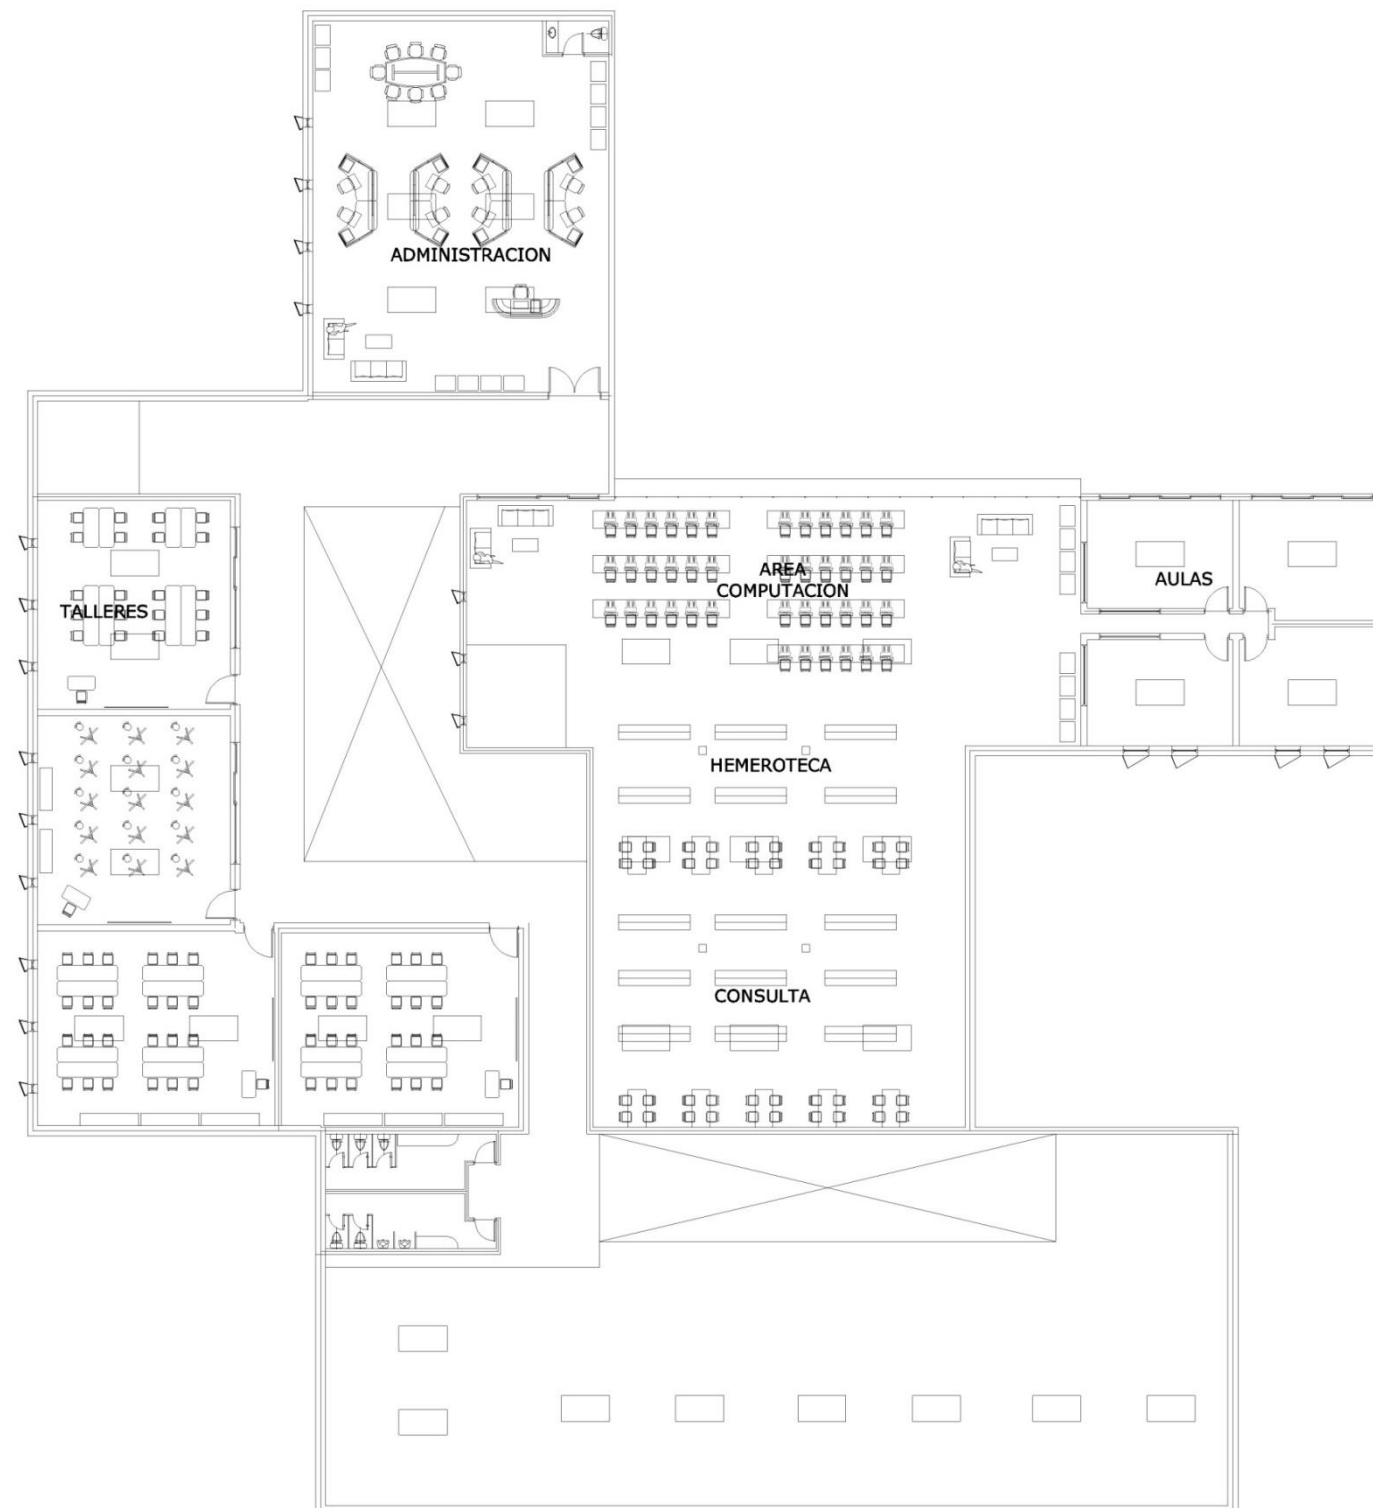 ADMINISTRACION
TALLERES
AREA
COMPUTACION
AULAS
HEMEROTECA
CONSULTA